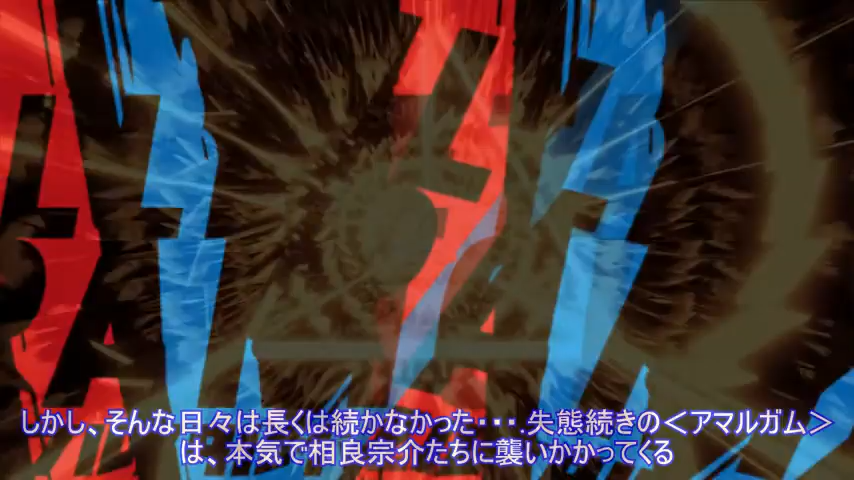 しかし、そんな日々は長くは続かなかった・・・.失態続きの＜アマルガム＞
は、本気で相良宗介たちに襲いかかってくる